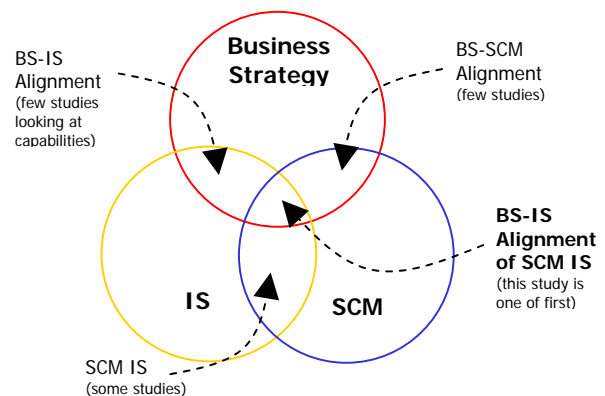 Business
Strategy
BS-IS
Alignment
(few studies
looking at
capabilities)
BS-SCM
Alignment
(few studies)
BS-IS
Alignment
of SCM IS
(this study is
one of first)
IS
SCM
SCM IS
(some studies)